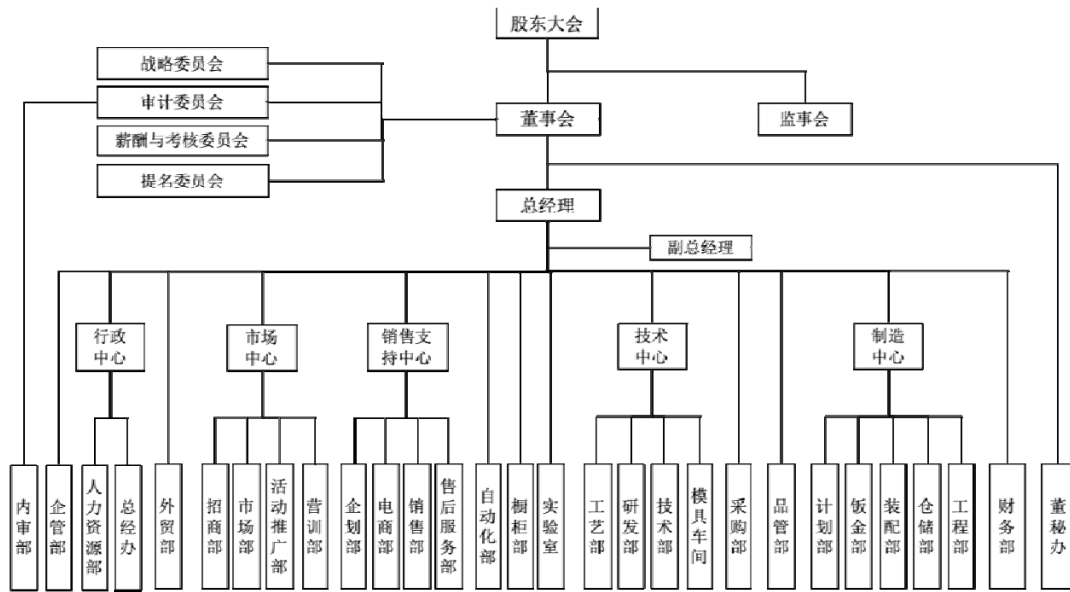 股东大会
战略委员会
审计委员会
董事会
监事会
薪酬与考核委员会
提名委员会
总经理
副总经理
行政
中心
市场
中心
销售支
持中心
技术
中心
制造
中心
内审部
企管部
人力资源部
总经办
外贸部
招商部
市场部
活动推广部
营训部
企划部
电商部
销售部
售后服务部
自动化部
橱柜部
实验室
工艺部
研发部
技术部
模具车间
采购部
品管部
计划部
钣金部
装配部
仓储部
工程部
财务部
董秘办